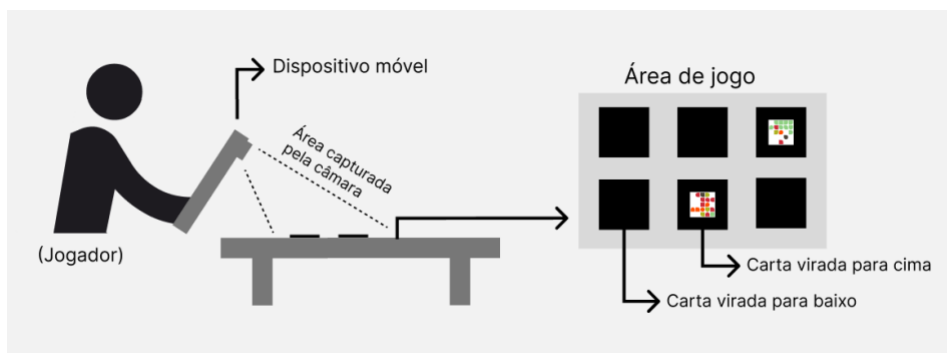 Dispositivo móvel
Área capturada
pela câmara
(Jogador)
Área de jogo
Carta virada para cima
Carta virada para baixo